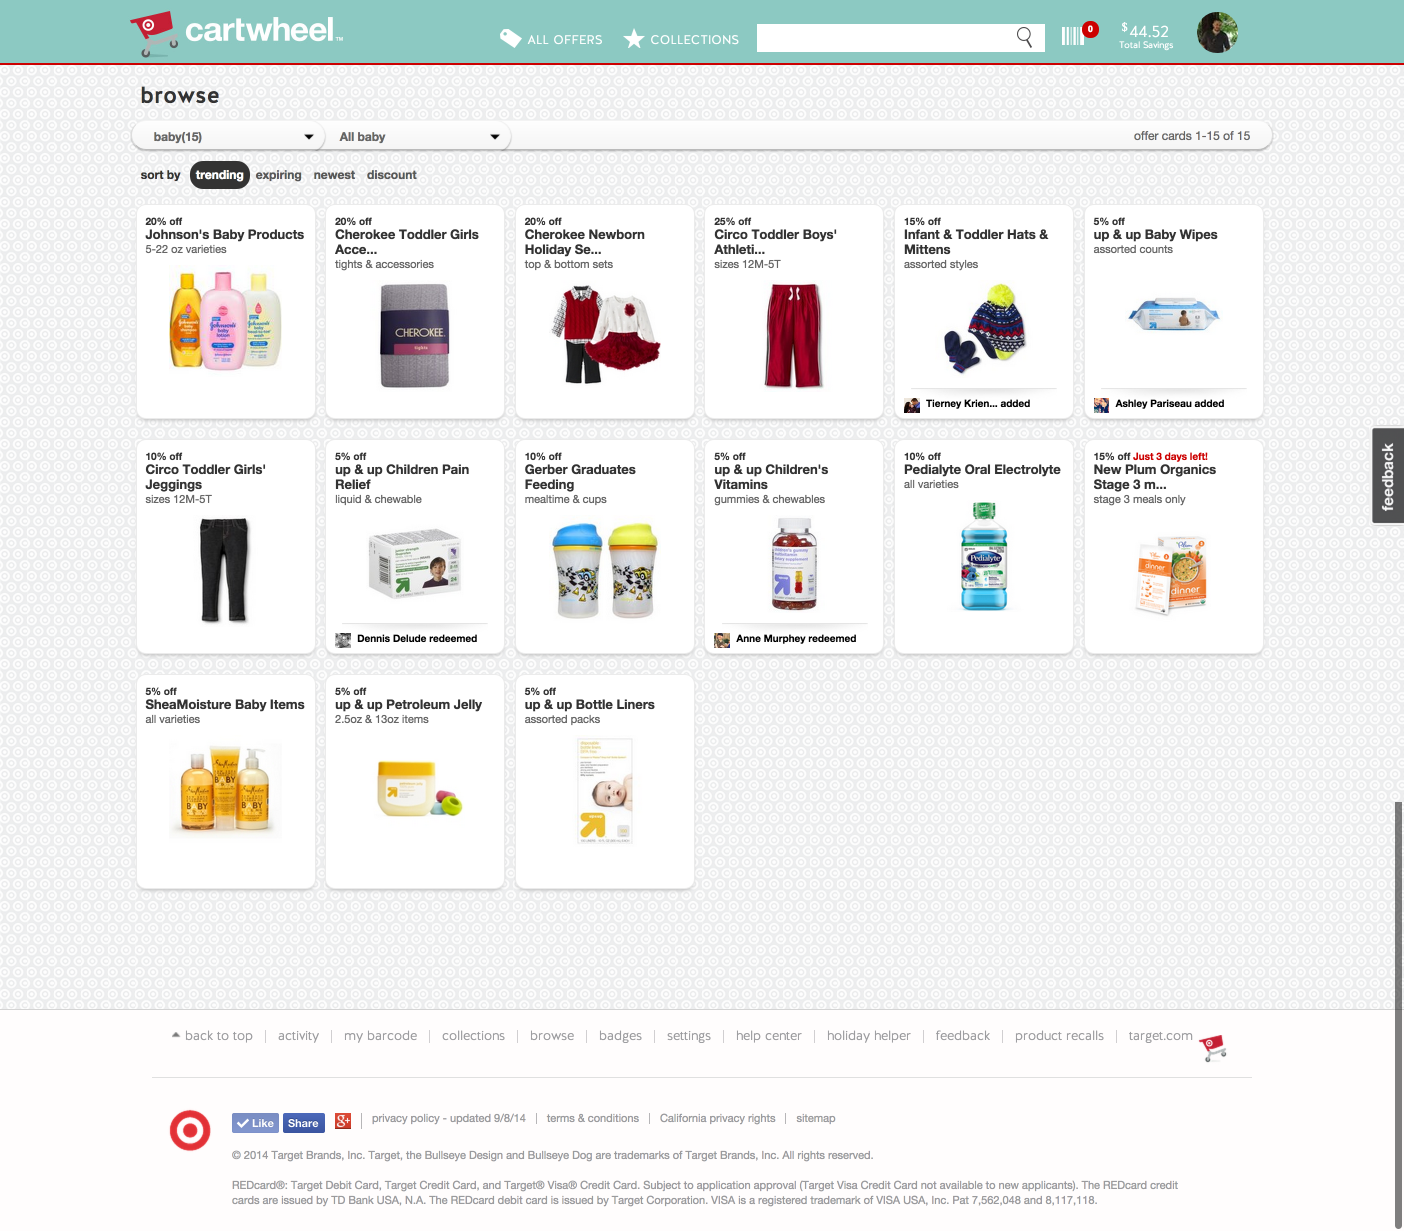 cartwheel™
ALL OFFERS
COLLECTIONS
0
$44.52
Total Savings
browse
baby(15)
All baby
offer cards 1-15 of 15
sort by trending expiring newest discount
20% off
Johnson's Baby Products
5-22 oz varieties
20% off
Cherokee Toddler Girls
Acce...
tights & accessories
CHEROKEE.
tights
20% off
Cherokee Newborn
Holiday Se...
top & bottom sets
25% off
Circo Toddler Boys'
Athleti...
sizes 12M-5T
15% off
Infant & Toddler Hats &
Mittens
assorted styles
Tierney Krien... added
5% off
up & up Baby Wipes
assorted counts
Ashley Pariseau added
10% off
Circo Toddler Girls'
Jeggings
sizes 12M-5T
5% off
up & up Children Pain
Relief
liquid & chewable
Dennis Delude redeemed
10% off
Gerber Graduates
Feeding
mealtime & cups
5% off
up & up Children's
Vitamins
gummies & chewables
Anne Murphey redeemed
10% off
Pedialyte Oral Electrolyte
all varieties
Pedialyte
15% off Just 3 days left!
New Plum Organics
Stage 3 m...
stage 3 meals only
Plum
dinner
dinner
5% off
SheaMoisture Baby Items
all varieties
BABY
BABY
BABY
5% off
up & up Petroleum Jelly
2.5oz & 13oz items
5% off
up & up Bottle Liners
assorted packs
feedback
back to top
activity
my barcode
collections
browse
badges
settings
help center
holiday helper
feedback
product recalls
target.com
Like
Share
g+
privacy policy - updated 9/8/14
terms & conditions
California privacy rights
sitemap
© 2014 Target Brands, Inc. Target, the Bullseye Design and Bullseye Dog are trademarks of Target Brands, Inc. All rights reserved.
REDcard®: Target Debit Card, Target Credit Card, and Target® Visa® Credit Card. Subject to application approval (Target Visa Credit Card not available to new applicants). The REDcard credit
cards are issued by TD Bank USA, N.A. The REDcard debit card is issued by Target Corporation. VISA is a registered trademark of VISA USA, Inc. Pat 7,562,048 and 8,117,118.